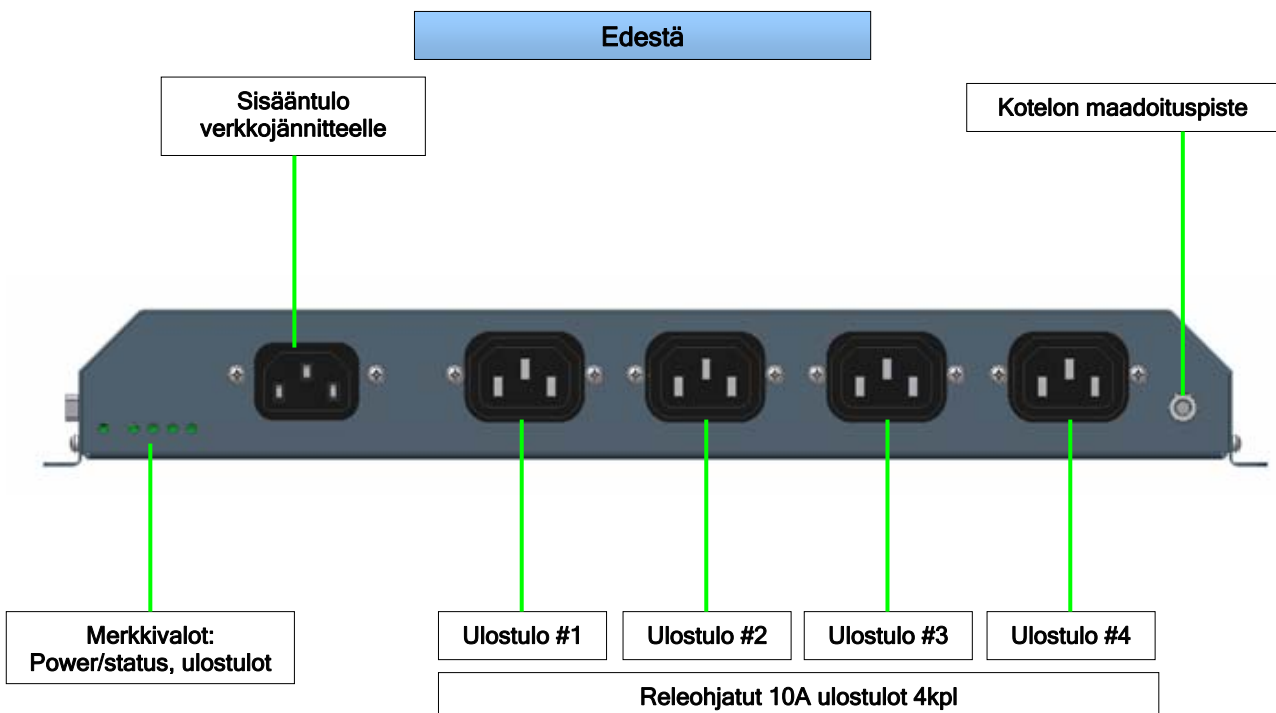 Edestä
Sisääntulo
verkkojännitteelle
Kotelon maadoituspiste
Merkkivalot:
Power/status, ulostulot
Ulostulo #1
Ulostulo #2
Ulostulo #3
Ulostulo #4
Releohjatut 10A ulostulot 4kpl